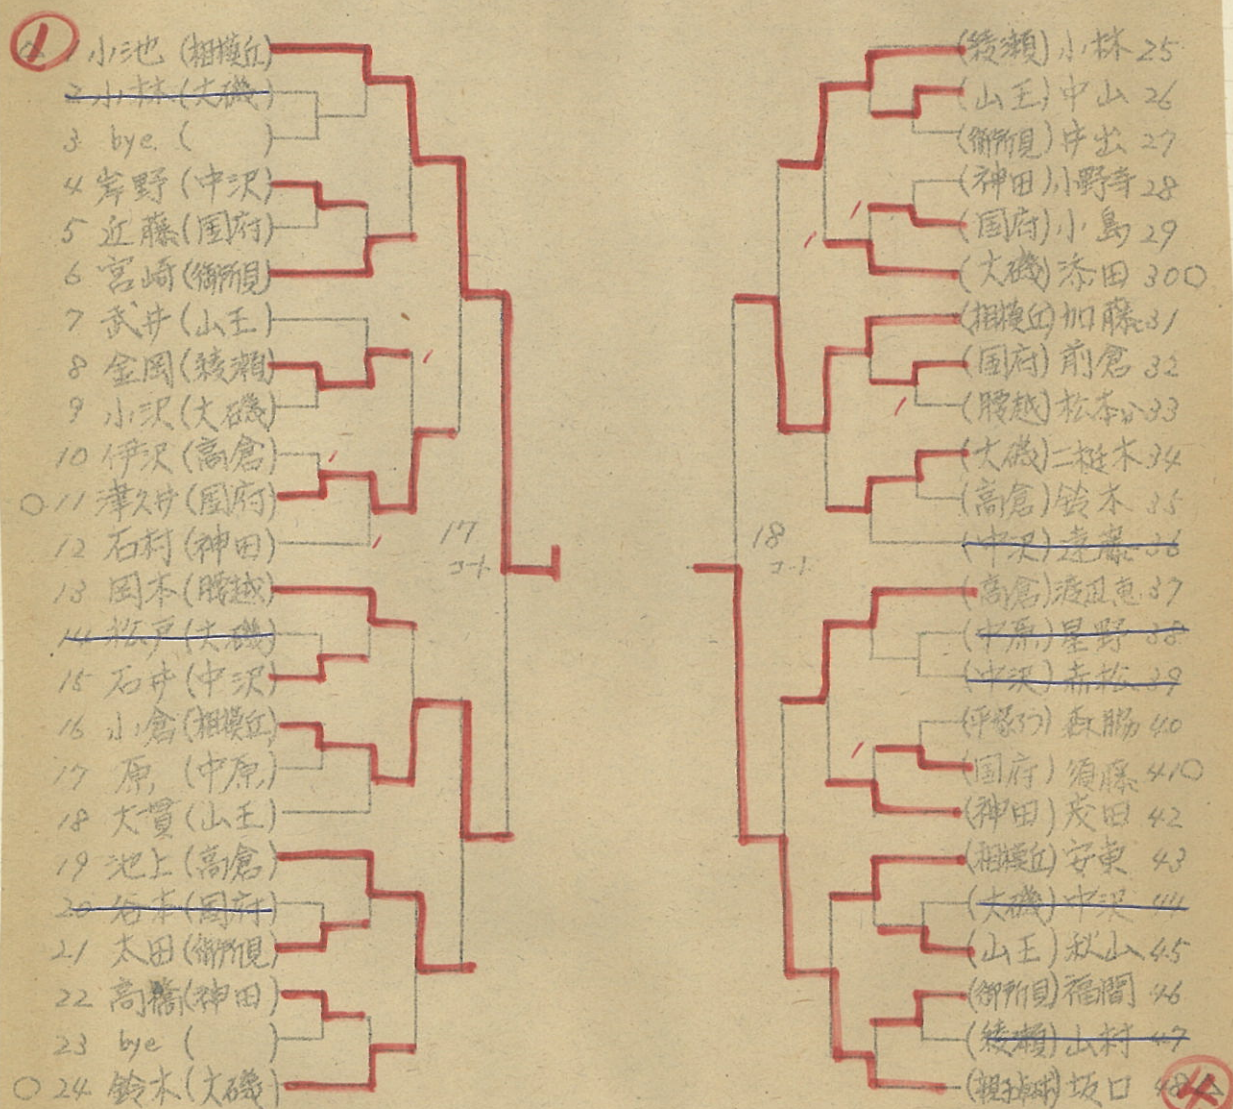 ① 小池 (相模丘)
2 小林 (大磯)
3 bye. ( )
4 岸野 (中沢)
5 近藤 (国府)
6 宮崎 (御所見)
7 武井 (山王)
8 金岡 (綾瀬)
9 小沢 (大磯)
10 伊沢 (高倉)
○ 11 津久井 (国府)
12 石村 (神田)
13 岡本 (腰越)
14 松戸 (大磯)
15 石井 (中沢)
16 小倉 (相模丘)
17 原 (中原)
18 大貫 (山王)
19 池上 (高倉)
20 谷本 (国府)
21 太田 (御所見)
22 高橋 (神田)
23 bye ( )
○ 24 鈴木 (大磯)
17
コート
18
コート
(綾瀬) 小林 25
(山王) 中山 26
(御所見) 井出 27
(神田) 小野寺 28
(国府) 小島 29
(大磯) 添田 30 ○
(相模丘) 加藤 31
(国府) 前倉 32
(腰越) 松本 33
(大磯) 二梃木 34
(高倉) 鈴木 35
(中沢) 遠藤 36
(高倉) 渡辺恵 37
(中原) 星野 38
(中沢) 赤松 39
(平塚) 森脇 40
(国府) 須藤 41 ○
(神田) 茂田 42
(相模丘) 安東 43
(大磯) 中沢 44
(山王) 秋山 45
(御所見) 福間 46
(綾瀬) 山村 47
坂口 48
④